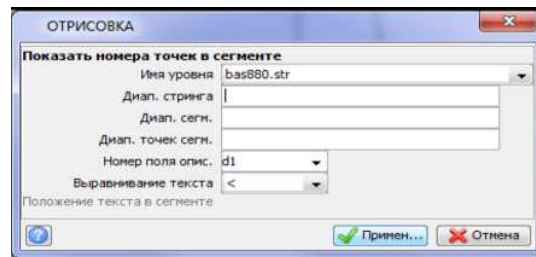 ОТРИСОВКА
Показать номера точек в сегменте
Имя уровня bas880.str
Диап. стринга
Диап. сегм.
Диап. точек сегм.
Номер поля опис. d1
Выравнивание текста <
Положение текста в сегменте
Примен... Отмена